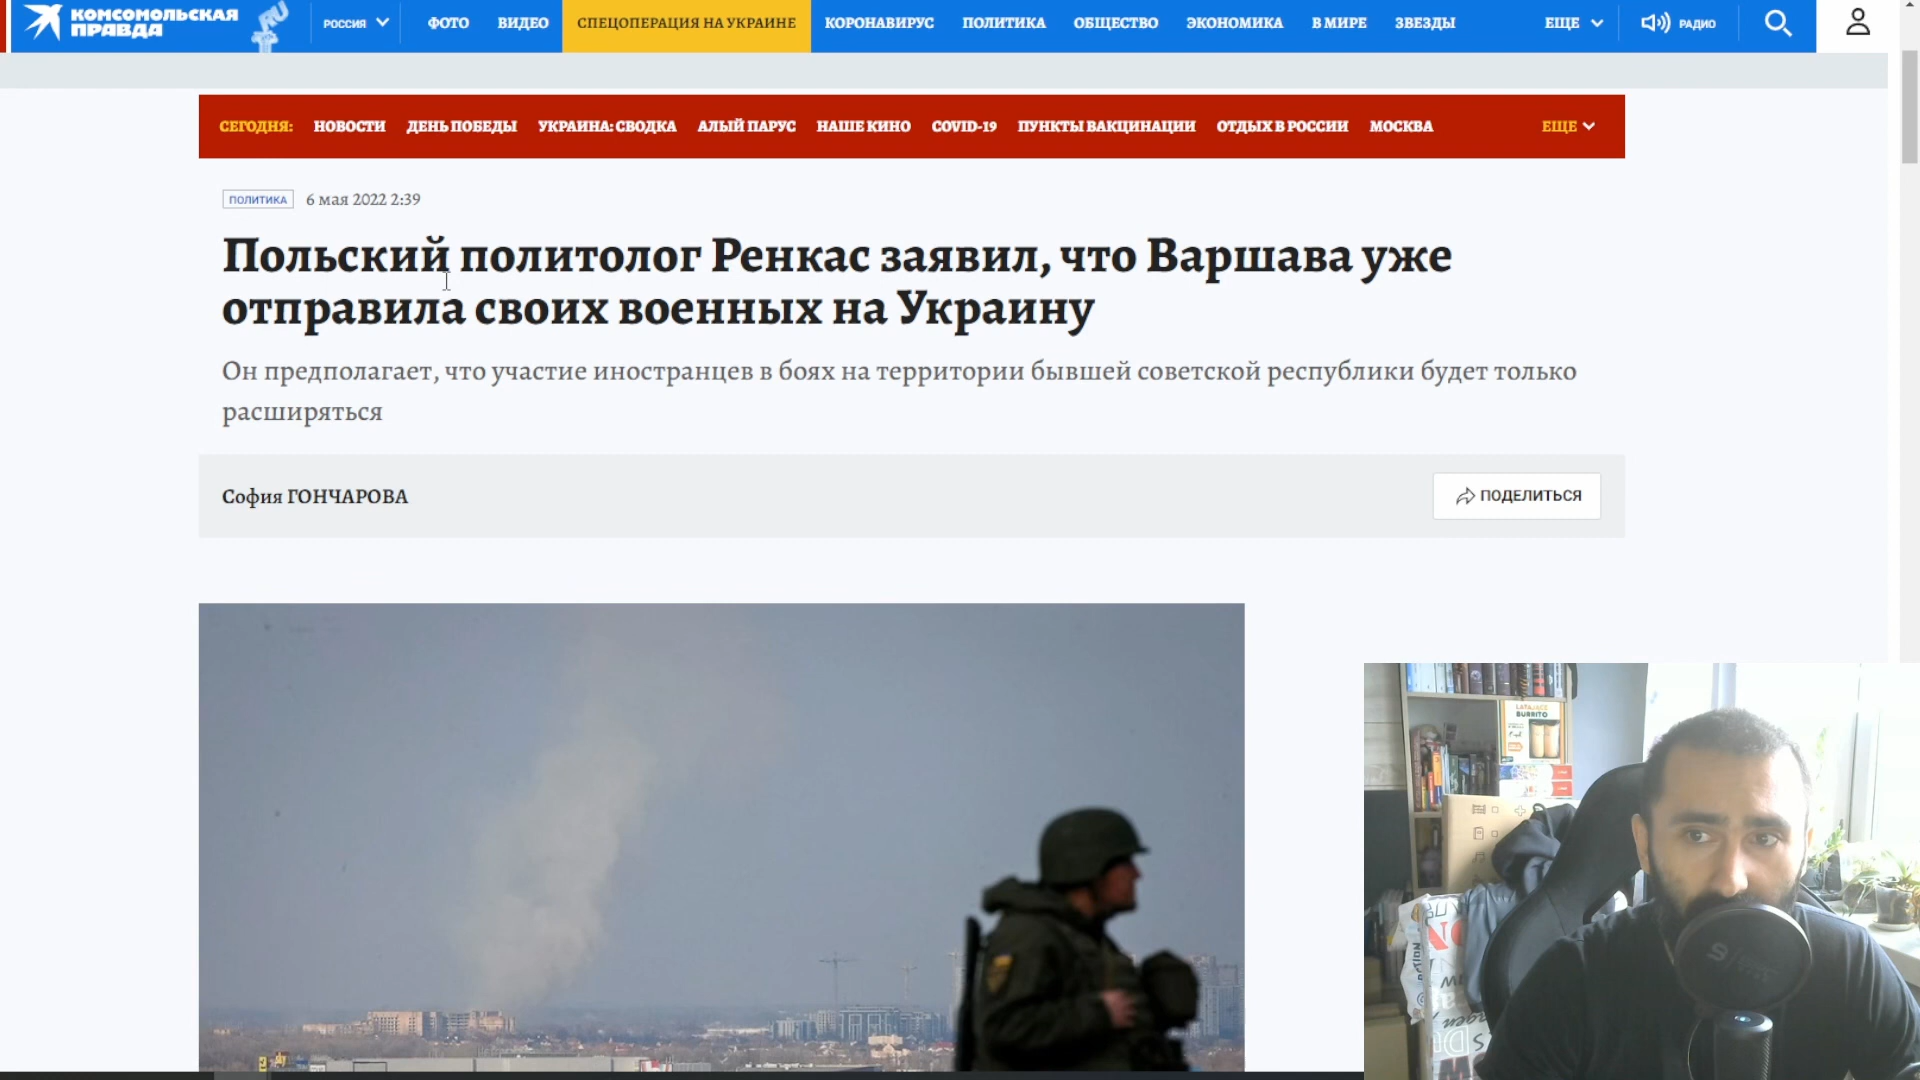 КОМСОМОЛЬСКАЯ
ПРАВДА
.RU
РОССИЯ
ФОТО
ВИДЕО
СПЕЦОПЕРАЦИЯ НА УКРАИНЕ
КОРОНАВИРУС
ПОЛИТИКА
ОБЩЕСТВО
ЭКОНОМИКА
В МИРЕ
ЗВЕЗДЫ
ЕЩЕ
РАДИО
СЕГОДНЯ:
НОВОСТИ
ДЕНЬ ПОБЕДЫ
УКРАИНА: СВОДКА
АЛЫЙ ПАРУС
НАШЕ КИНО
COVID-19
ПУНКТЫ ВАКЦИНАЦИИ
ОТДЫХ В РОССИИ
МОСКВА
ЕЩЕ
ПОЛИТИКА
6 мая 2022 2:39
Польский политолог Ренкас заявил, что Варшава уже
отправила своих военных на Украину
Он предполагает, что участие иностранцев в боях на территории бывшей советской республики будет только
расширяться
София ГОНЧАРОВА
ПОДЕЛИТЬСЯ
BURRITO